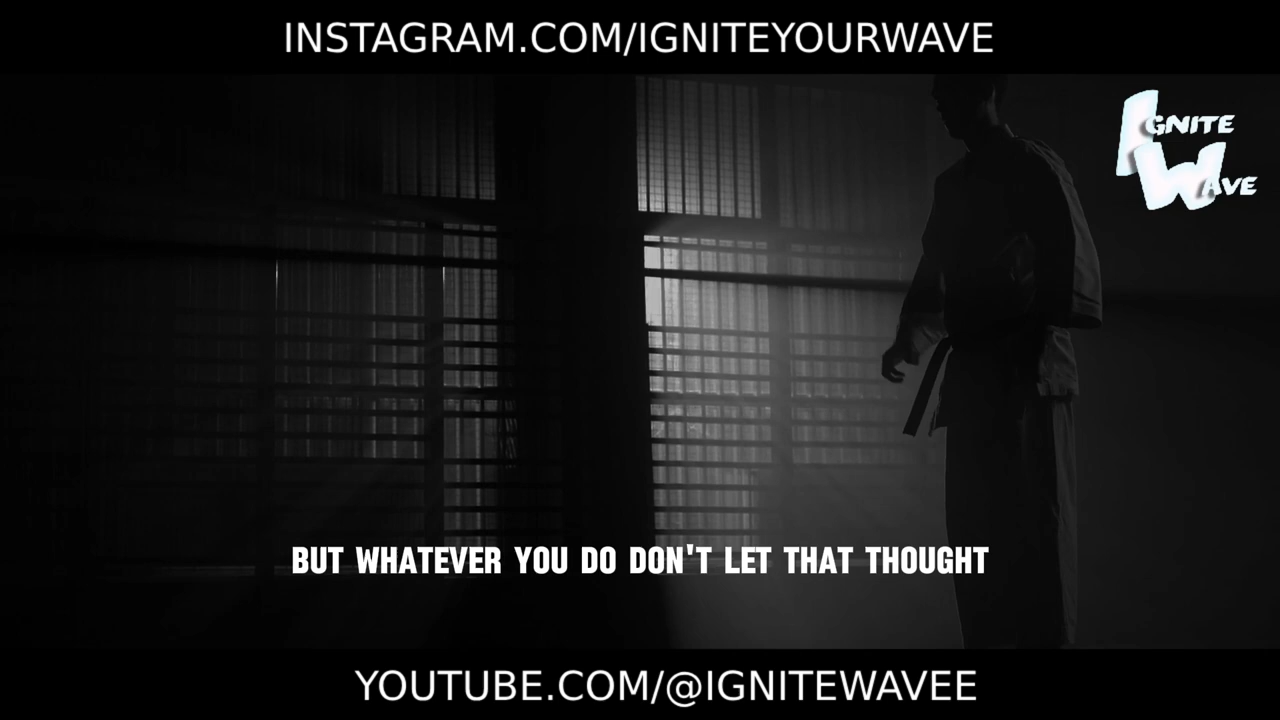 INSTAGRAM.COM/IGNITEYOURWAVE
IGNITE
WAVE
BUT WHATEVER YOU DO DON'T LET THAT THOUGHT
YOUTUBE.COM/@IGNITEWAVEE